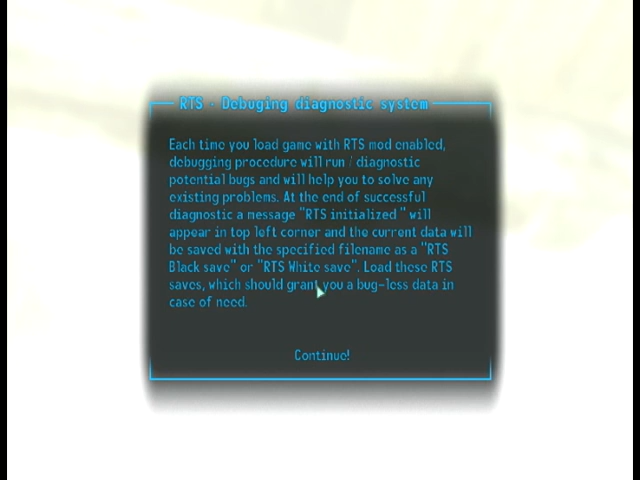 RTS - Debuging diagnostic system
Each time you load game with RTS mod enabled,
debugging procedure will run / diagnostic
potential bugs and will help you to solve any
existing problems. At the end of successful
diagnostic a message "RTS initialized " will
appear in top left corner and the current data will
be saved with the specified filename as a "RTS
Black save" or "RTS White save". Load these RTS
saves, which should grant you a bug-less data in
case of need.
Continue!